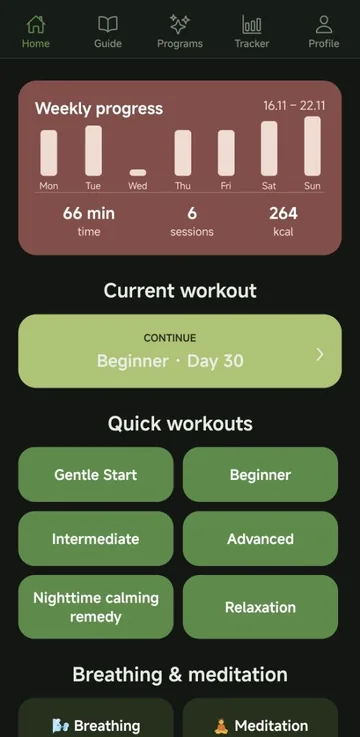 Home Guide Programs Tracker Profile
Weekly progress 16.11 – 22.11
Mon Tue Wed Thu Fri Sat Sun
66 min 6 264
time sessions kcal
Current workout
CONTINUE
Beginner · Day 30
Quick workouts
Gentle Start Beginner
Intermediate Advanced
Nighttime calming
remedy
Relaxation
Breathing & meditation
Breathing Meditation